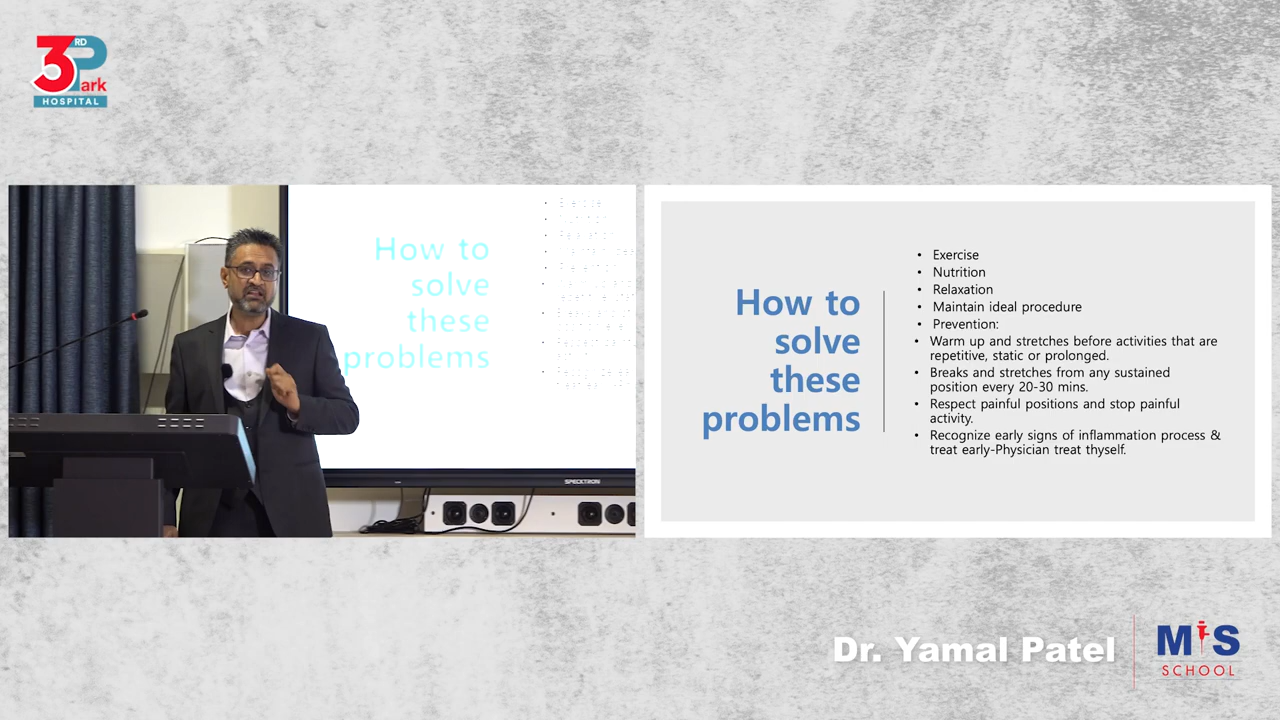 3RD Park
HOSPITAL
How to
solve
these
problems
SPECKTRON
How to
solve
these
problems
• Exercise
• Nutrition
• Relaxation
• Maintain ideal procedure
• Prevention:
• Warm up and stretches before activities that are
repetitive, static or prolonged.
• Breaks and stretches from any sustained
position every 20-30 mins.
• Respect painful positions and stop painful
activity.
• Recognize early signs of inflammation process &
treat early-Physician treat thyself.
Dr. Yamal Patel
MIS
SCHOOL